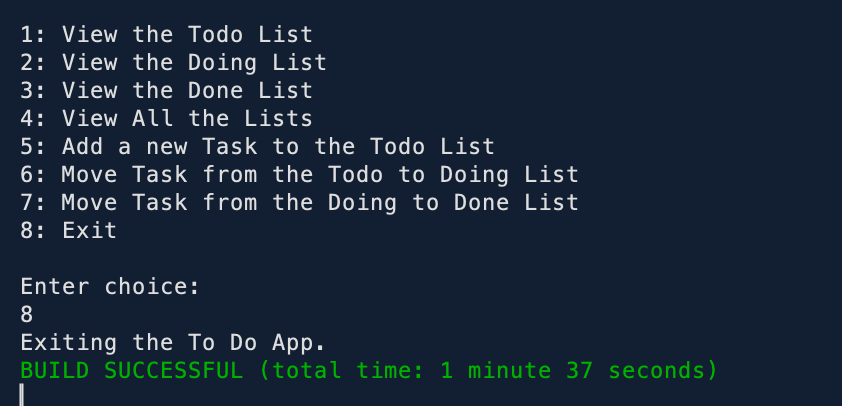 1: View the Todo List
2: View the Doing List
3: View the Done List
4: View All the Lists
5: Add a new Task to the Todo List
6: Move Task from the Todo to Doing List
7: Move Task from the Doing to Done List
8: Exit
Enter choice:
8
Exiting the To Do App.
BUILD SUCCESSFUL (total time: 1 minute 37 seconds)